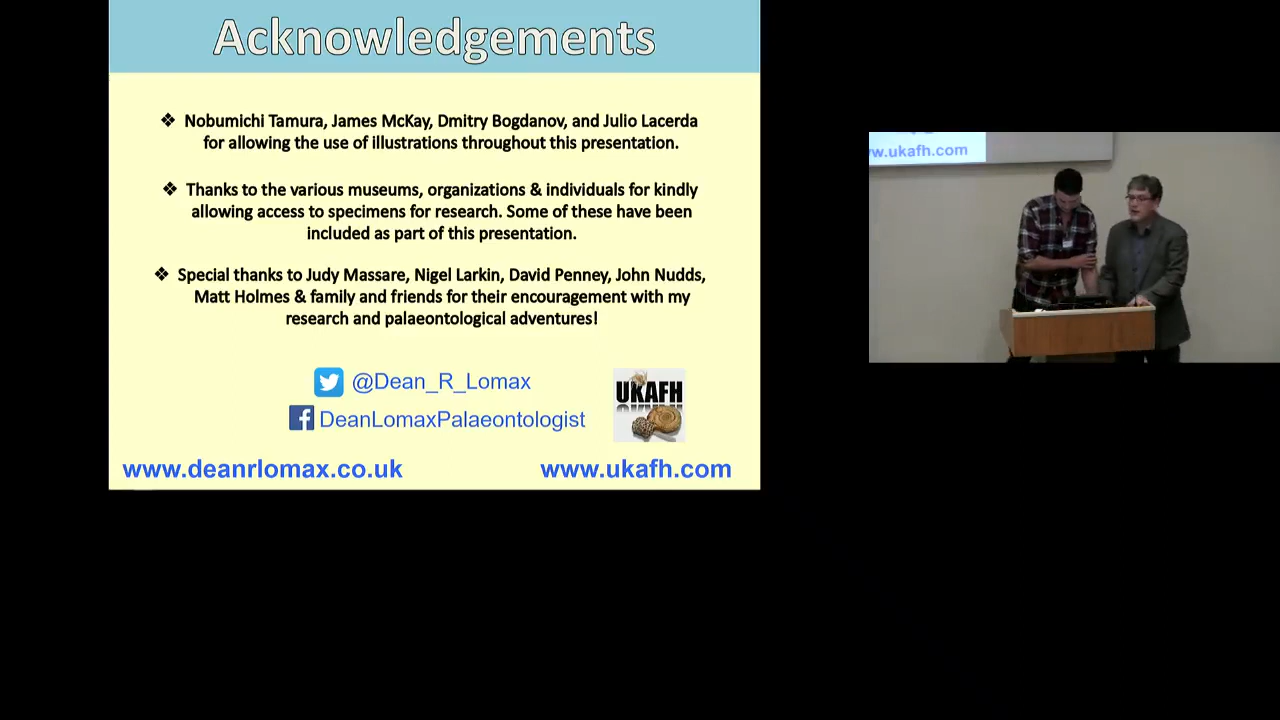 Acknowledgements
❖ Nobumichi Tamura, James McKay, Dmitry Bogdanov, and Julio Lacerda
for allowing the use of illustrations throughout this presentation.
❖ Thanks to the various museums, organizations & individuals for kindly
allowing access to specimens for research. Some of these have been
included as part of this presentation.
❖ Special thanks to Judy Massare, Nigel Larkin, David Penney, John Nudds,
Matt Holmes & family and friends for their encouragement with my
research and palaeontological adventures!
@Dean_R_Lomax
DeanLomaxPalaeontologist
UKAFH
www.deanrlomax.co.uk
www.ukafh.com
w.ukafh.com